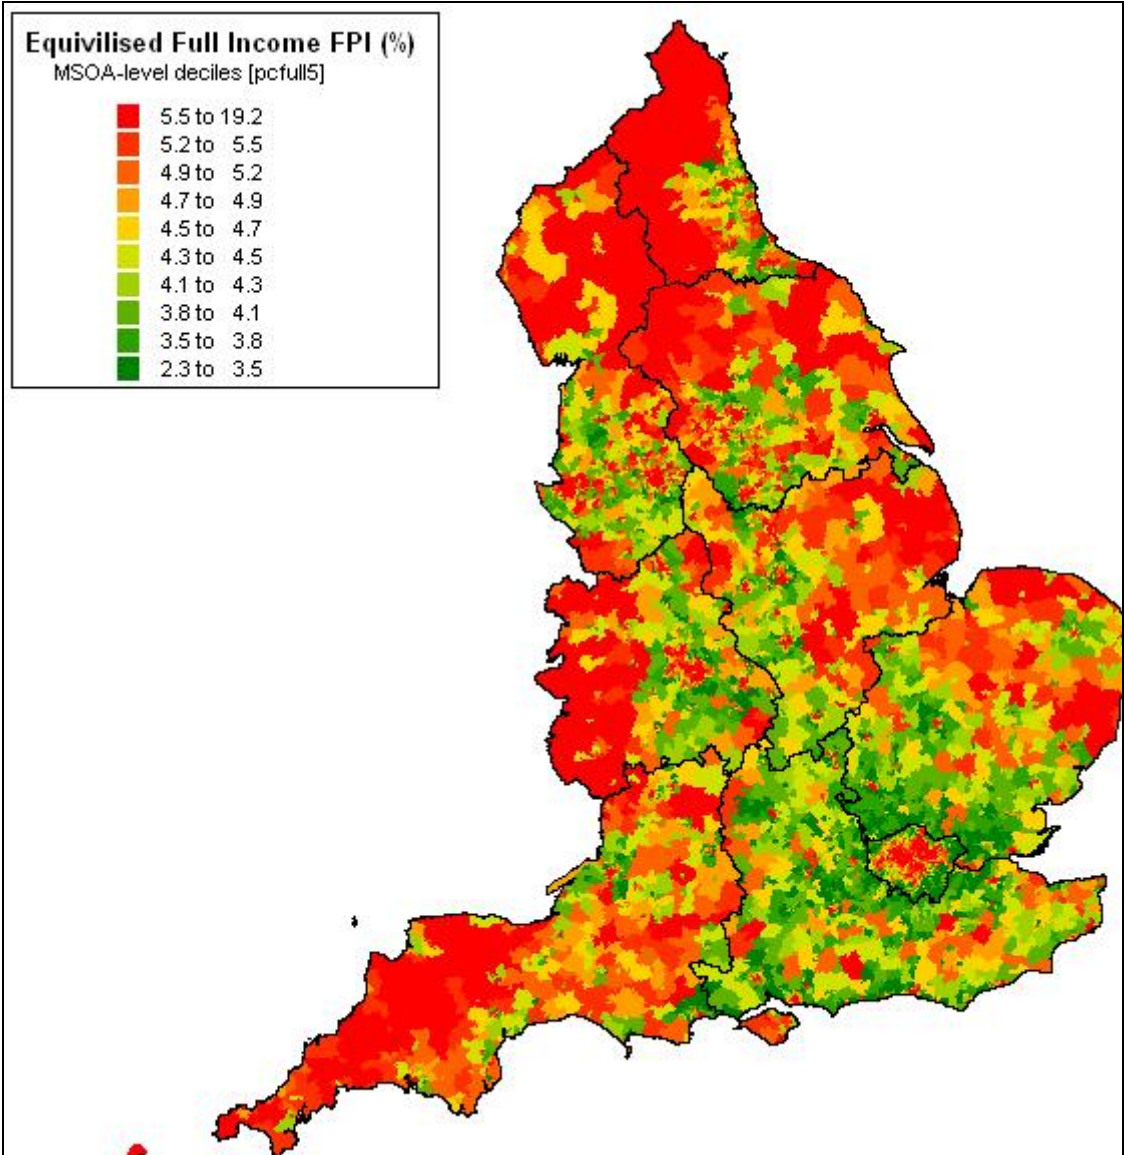 Equivilised Full Income FPI (%)
MSOA-level deciles [pcfull5]
5.5 to 19.2
5.2 to 5.5
4.9 to 5.2
4.7 to 4.9
4.5 to 4.7
4.3 to 4.5
4.1 to 4.3
3.8 to 4.1
3.5 to 3.8
2.3 to 3.5